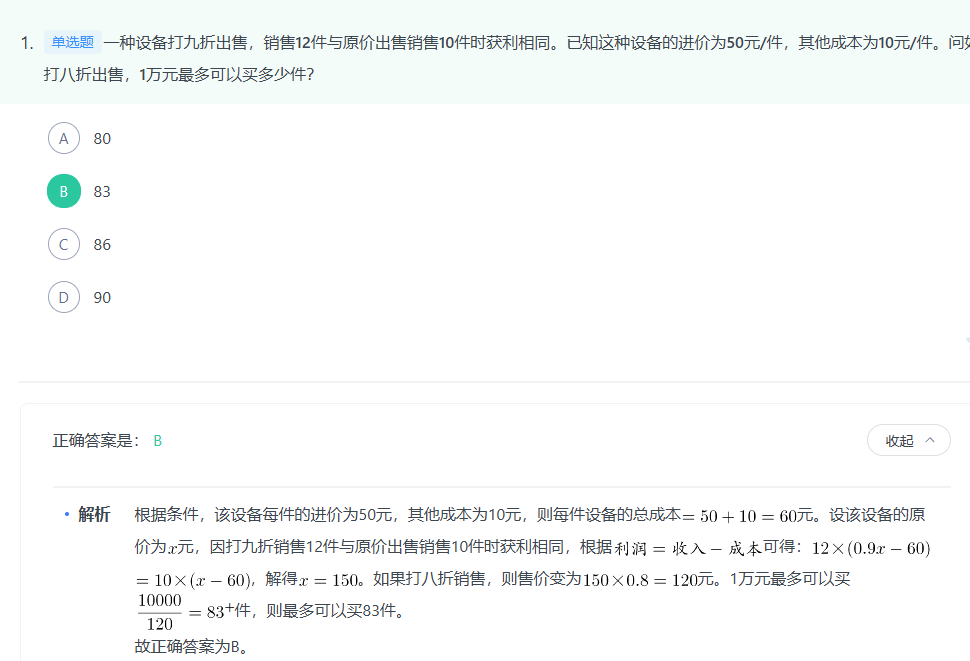 1. 单选题 一种设备打九折出售，销售12件与原价出售销售10件时获利相同。已知这种设备的进价为50元/件，其他成本为10元/件。问
打八折出售，1万元最多可以买多少件？
A 80
B 83
C 86
D 90
正确答案是： B
收起
• 解析 根据条件，该设备每件的进价为50元，其他成本为10元，则每件设备的总成本= 50 + 10 = 60元。设该设备的原
价为x元，因打九折销售12件与原价出售销售10件时获利相同，根据利润 = 收入 − 成本可得：12×(0.9x − 60)
= 10×(x − 60)，解得x = 150。如果打八折销售，则售价变为150×0.8 = 120元。1万元最多可以买
10000/120 = 83⁺件，则最多可以买83件。
故正确答案为B。